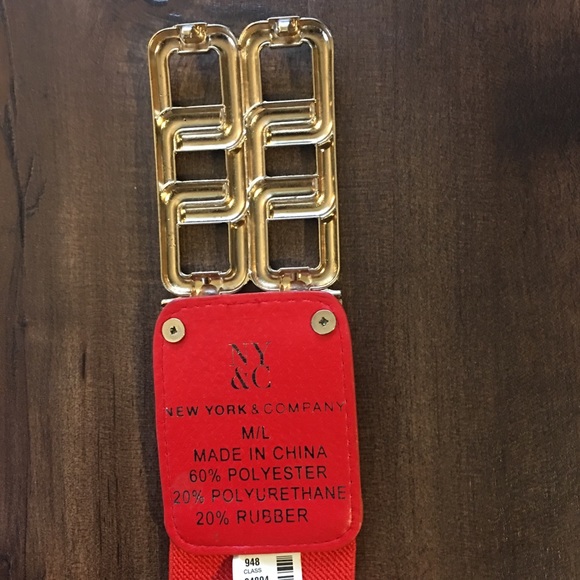 NY
&C
NEW YORK & COMPANY
M/L
MADE IN CHINA
60% POLYESTER
20% POLYURETHANE
20% RUBBER
948
CLASS